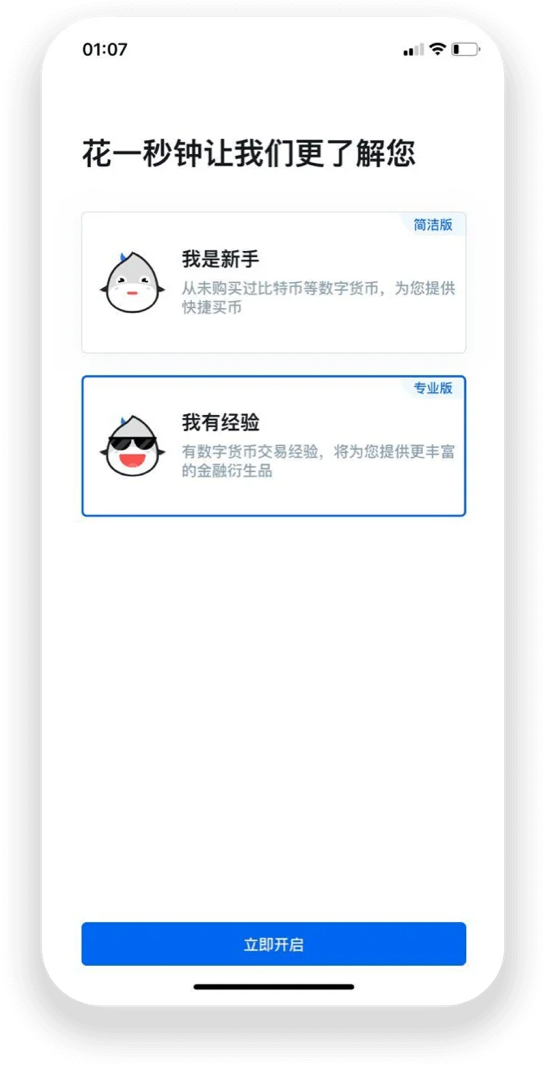 01:07
花一秒钟让我们更了解您
简洁版
我是新手
从未购买过比特币等数字货币，为您提供
快捷买币
专业版
我有经验
有数字货币交易经验，将为您提供更丰富
的金融衍生品
立即开启